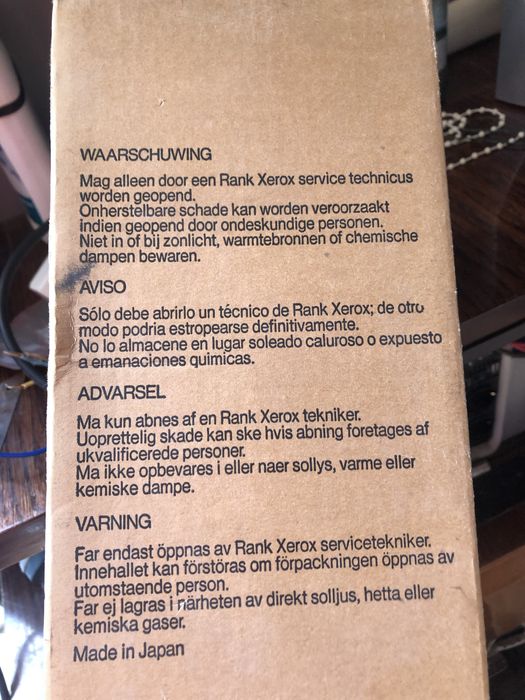 WAARSCHUWING
Mag alleen door een Rank Xerox service technicus
worden geopend.
Onherstelbare schade kan worden veroorzaakt
indien geopend door ondeskundige personen.
Niet in of bij zonlicht, warmtebronnen of chemische
dampen bewaren.
AVISO
Sólo debe abrirlo un técnico de Rank Xerox; de otro
modo podria estropearse definitivamente.
No lo almacene en lugar soleado caluroso o expuesto
a emanaciones quimicas.
ADVARSEL
Ma kun abnes af en Rank Xerox tekniker.
Uoprettelig skade kan ske hvis abning foretages af
ukvalificerede personer.
Ma ikke opbevares i eller naer sollys, varme eller
kemiske dampe.
VARNING
Far endast öppnas av Rank Xerox servicetekniker.
Innehallet kan förstöras om förpackningen öppnas av
utomstaende person.
Far ej lagras i närheten av direkt solljus, hetta eller
kemiska gaser.
Made in Japan